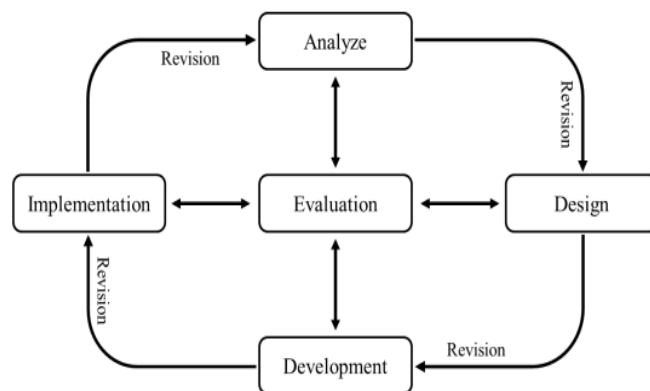 Analyze
Revision
Revision
Implementation
Evaluation
Design
Revision
Revision
Development